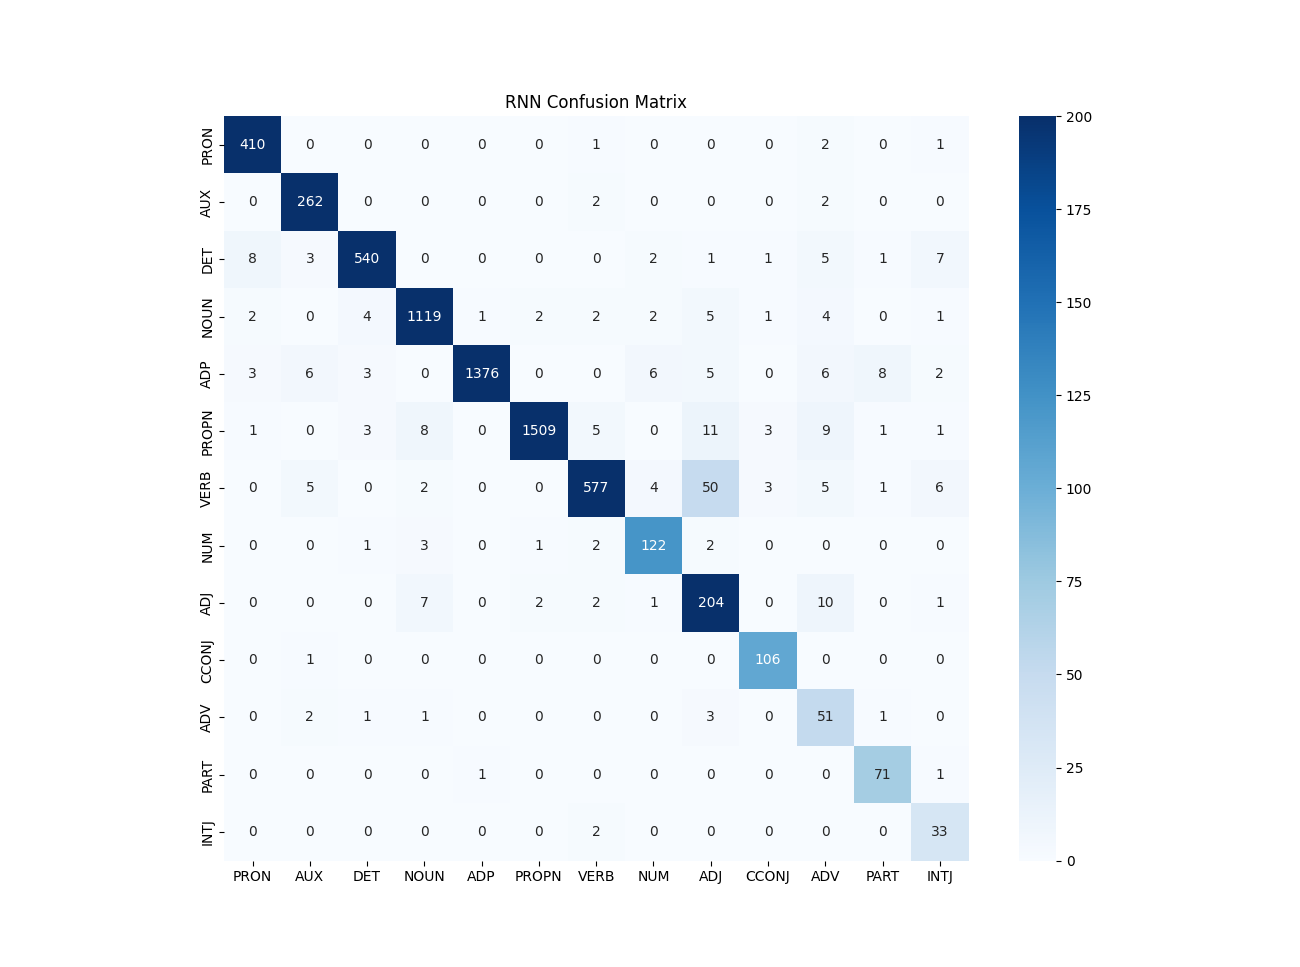 RNN Confusion Matrix
PRON 410 0 0 0 0 0 1 0 0 0 2 0 1
AUX 0 262 0 0 0 0 2 0 0 0 2 0 0
DET 8 3 540 0 0 0 0 2 1 1 5 1 7
NOUN 2 0 4 1119 1 2 2 2 5 1 4 0 1
ADP 3 6 3 0 1376 0 0 6 5 0 6 8 2
PROPN 1 0 3 8 0 1509 5 0 11 3 9 1 1
VERB 0 5 0 2 0 0 577 4 50 3 5 1 6
NUM 0 0 1 3 0 1 2 122 2 0 0 0 0
ADJ 0 0 0 7 0 2 2 1 204 0 10 0 1
CCONJ 0 1 0 0 0 0 0 0 0 106 0 0 0
ADV 0 2 1 1 0 0 0 0 3 0 51 1 0
PART 0 0 0 0 1 0 0 0 0 0 0 71 1
INTJ 0 0 0 0 0 0 2 0 0 0 0 0 33
PRON AUX DET NOUN ADP PROPN VERB NUM ADJ CCONJ ADV PART INTJ
200
175
150
125
100
75
50
25
0